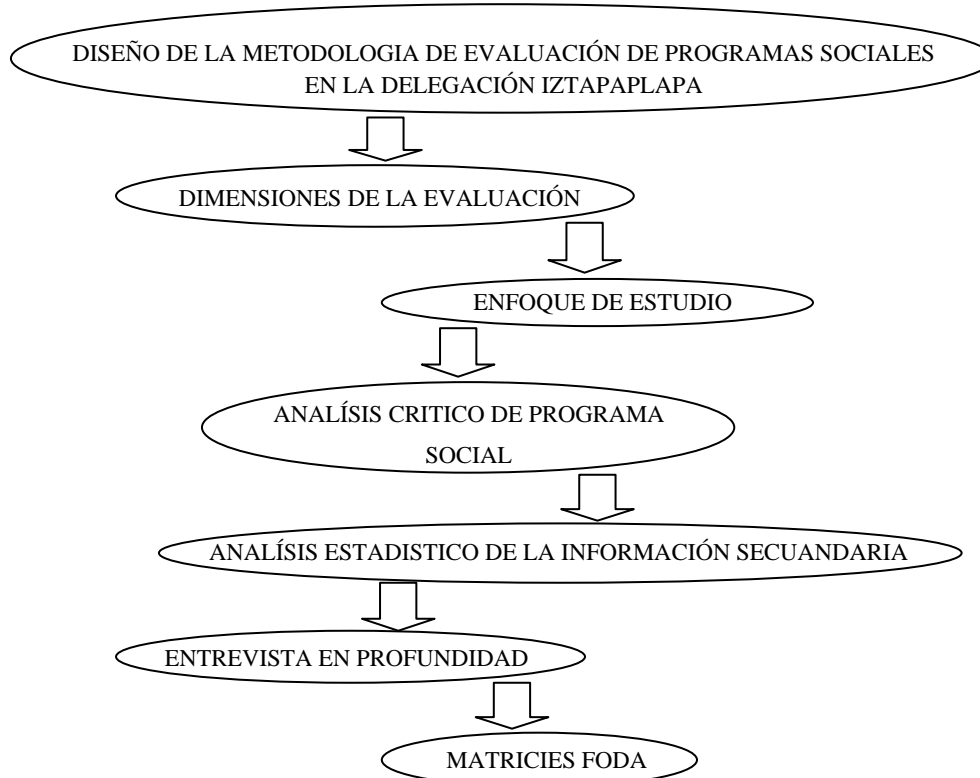 DISEÑO DE LA METODOLOGIA DE EVALUACIÓN DE PROGRAMAS SOCIALES
EN LA DELEGACIÓN IZTAPAPLAPA
DIMENSIONES DE LA EVALUACIÓN
ENFOQUE DE ESTUDIO
ANALÍSIS CRITICO DE PROGRAMA
SOCIAL
ANALÍSIS ESTADISTICO DE LA INFORMACIÓN SECUANDARIA
ENTREVISTA EN PROFUNDIDAD
MATRICIES FODA